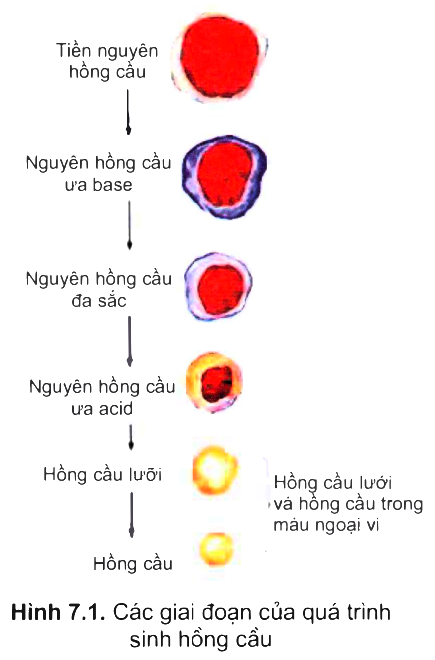 Tiền nguyên
hồng cầu
Nguyên hồng cầu
ưa base
Nguyên hồng cầu
đa sắc
Nguyên hồng cầu
ưa acid
Hồng cầu lưỡi
Hồng cầu lưới
và hồng cầu trong
máu ngoại vi
Hồng cầu
Hình 7.1. Các giai đoạn của quá trình
sinh hồng cầu